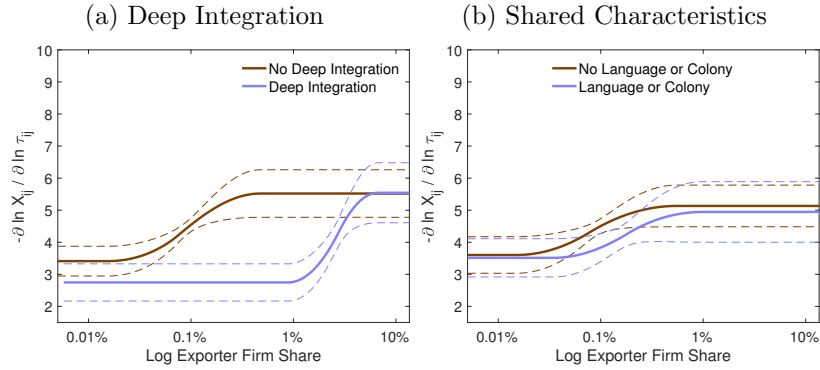 (a) Deep Integration
10
9
8
7
6
5
4
3
2
-∂ ln X_ij / ∂ ln τ_ij
No Deep Integration
Deep Integration
0.01%
0.1%
1%
10%
Log Exporter Firm Share
(b) Shared Characteristics
10
9
8
7
6
5
4
3
2
-∂ ln X_ij / ∂ ln τ_ij
No Language or Colony
Language or Colony
0.01%
0.1%
1%
10%
Log Exporter Firm Share